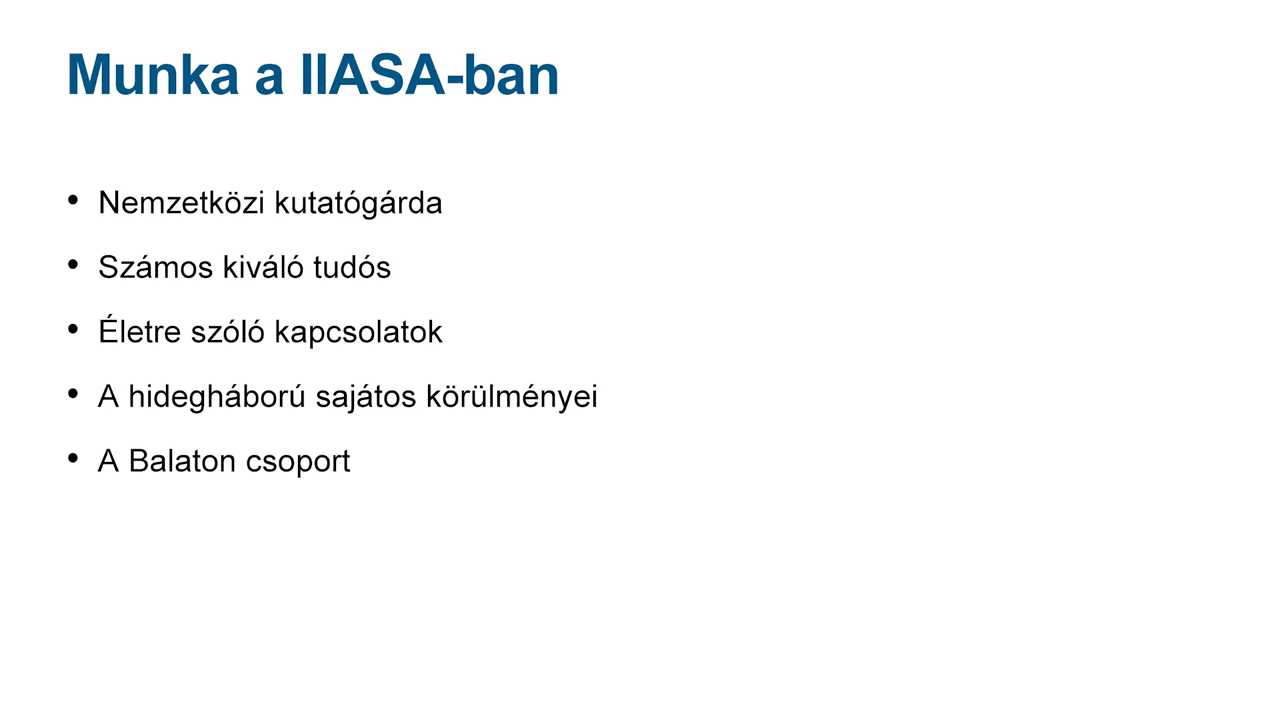 Munka a IIASA-ban
• Nemzetközi kutatógárda
• Számos kiváló tudós
• Életre szóló kapcsolatok
• A hidegháború sajátos körülményei
• A Balaton csoport